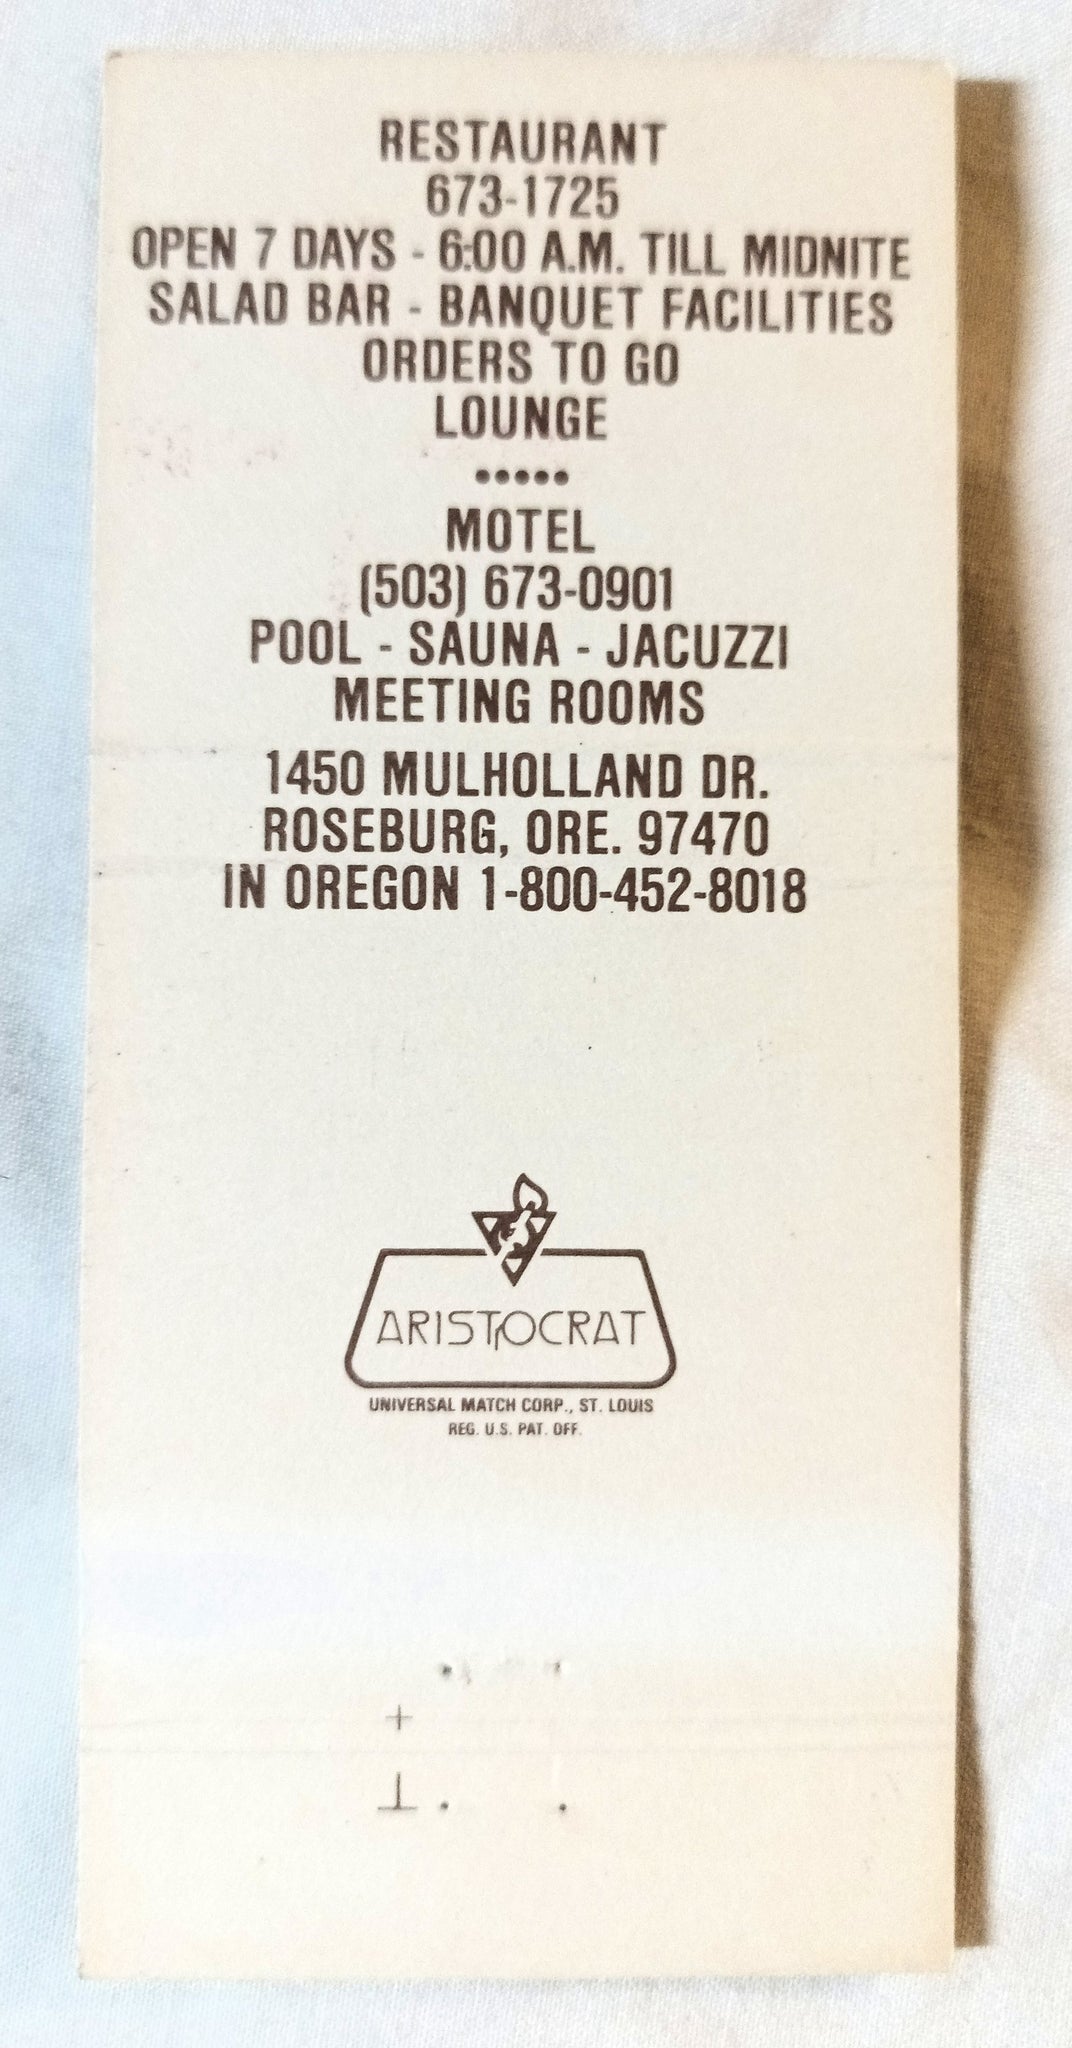 RESTAURANT
673-1725
OPEN 7 DAYS - 6:00 A.M. TILL MIDNITE
SALAD BAR - BANQUET FACILITIES
ORDERS TO GO
LOUNGE
•••••
MOTEL
(503) 673-0901
POOL - SAUNA - JACUZZI
MEETING ROOMS
1450 MULHOLLAND DR.
ROSEBURG, ORE. 97470
IN OREGON 1-800-452-8018
ARISTOCRAT
UNIVERSAL MATCH CORP., ST. LOUIS
REG. U.S. PAT. OFF.